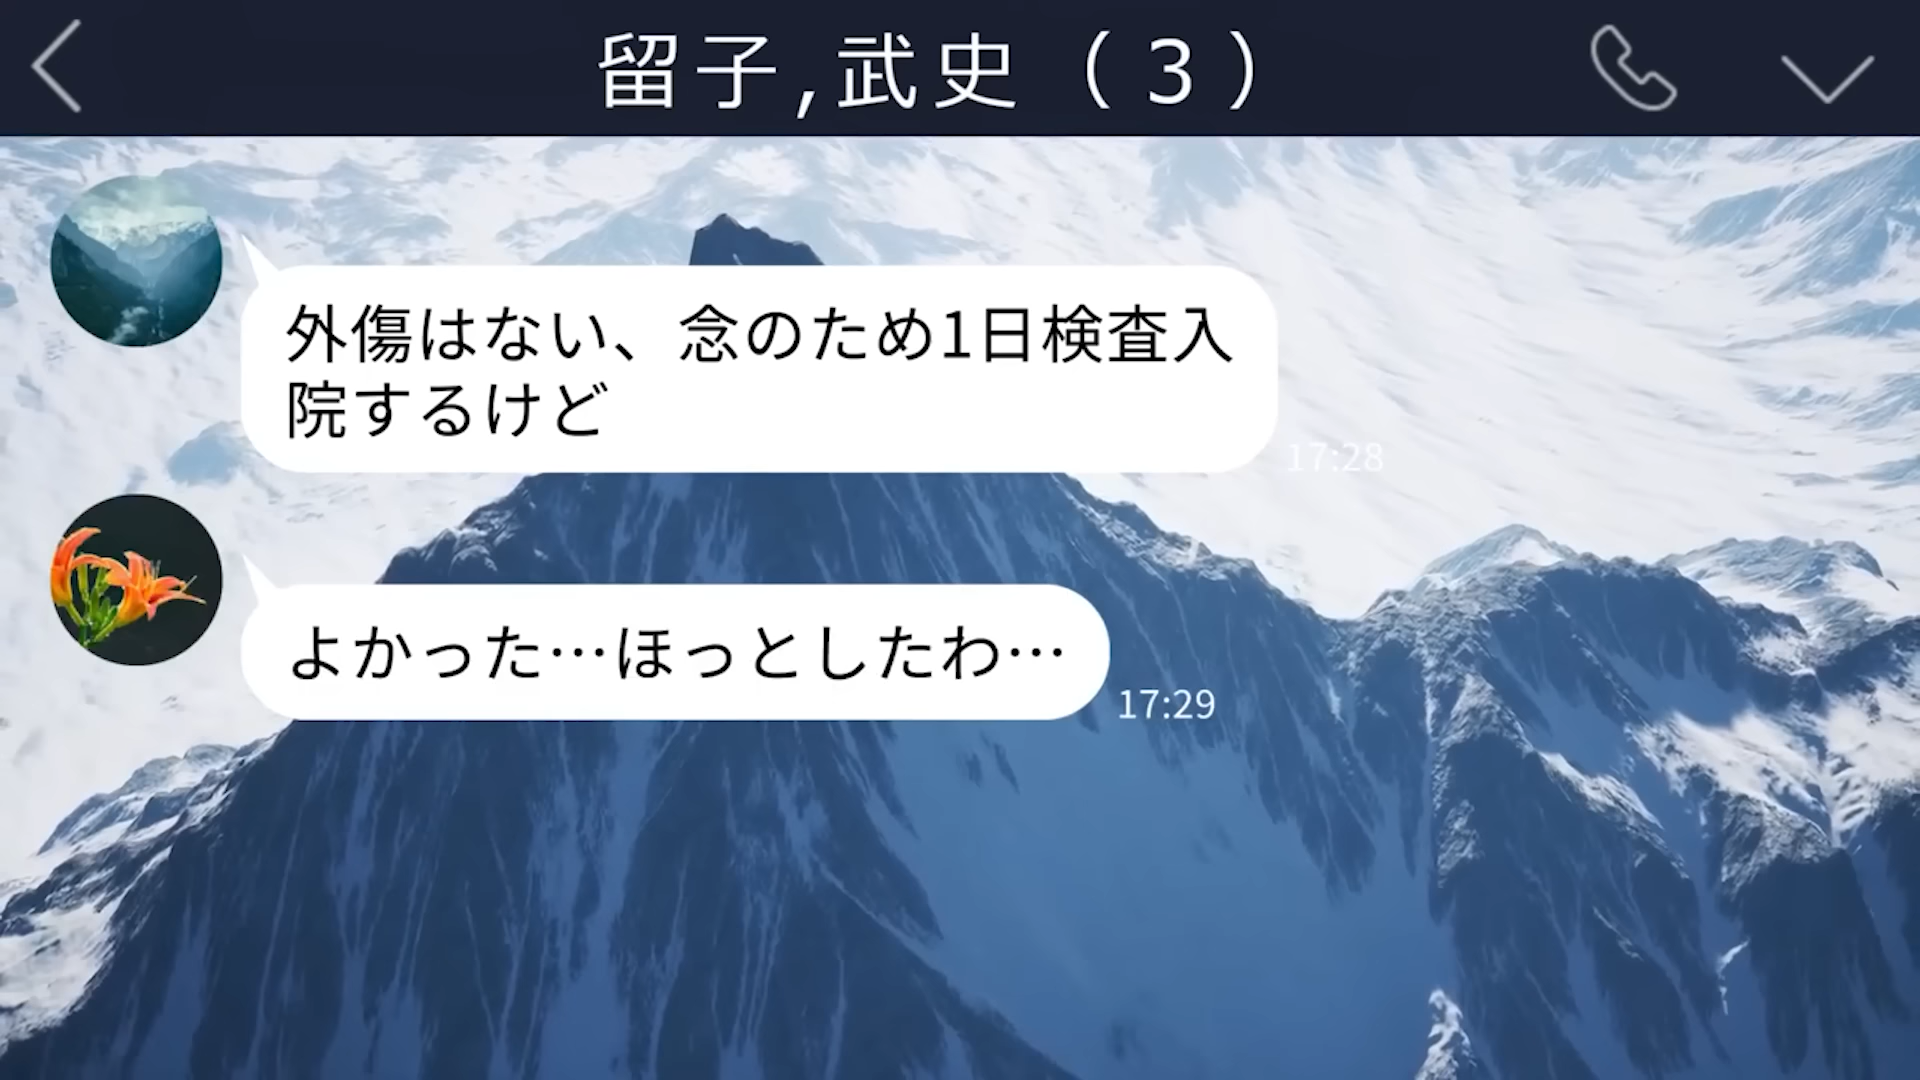 留子,武史（3）
外傷はない、念のため1日検査入
院するけど
17:28
よかった…ほっとしたわ…
17:29